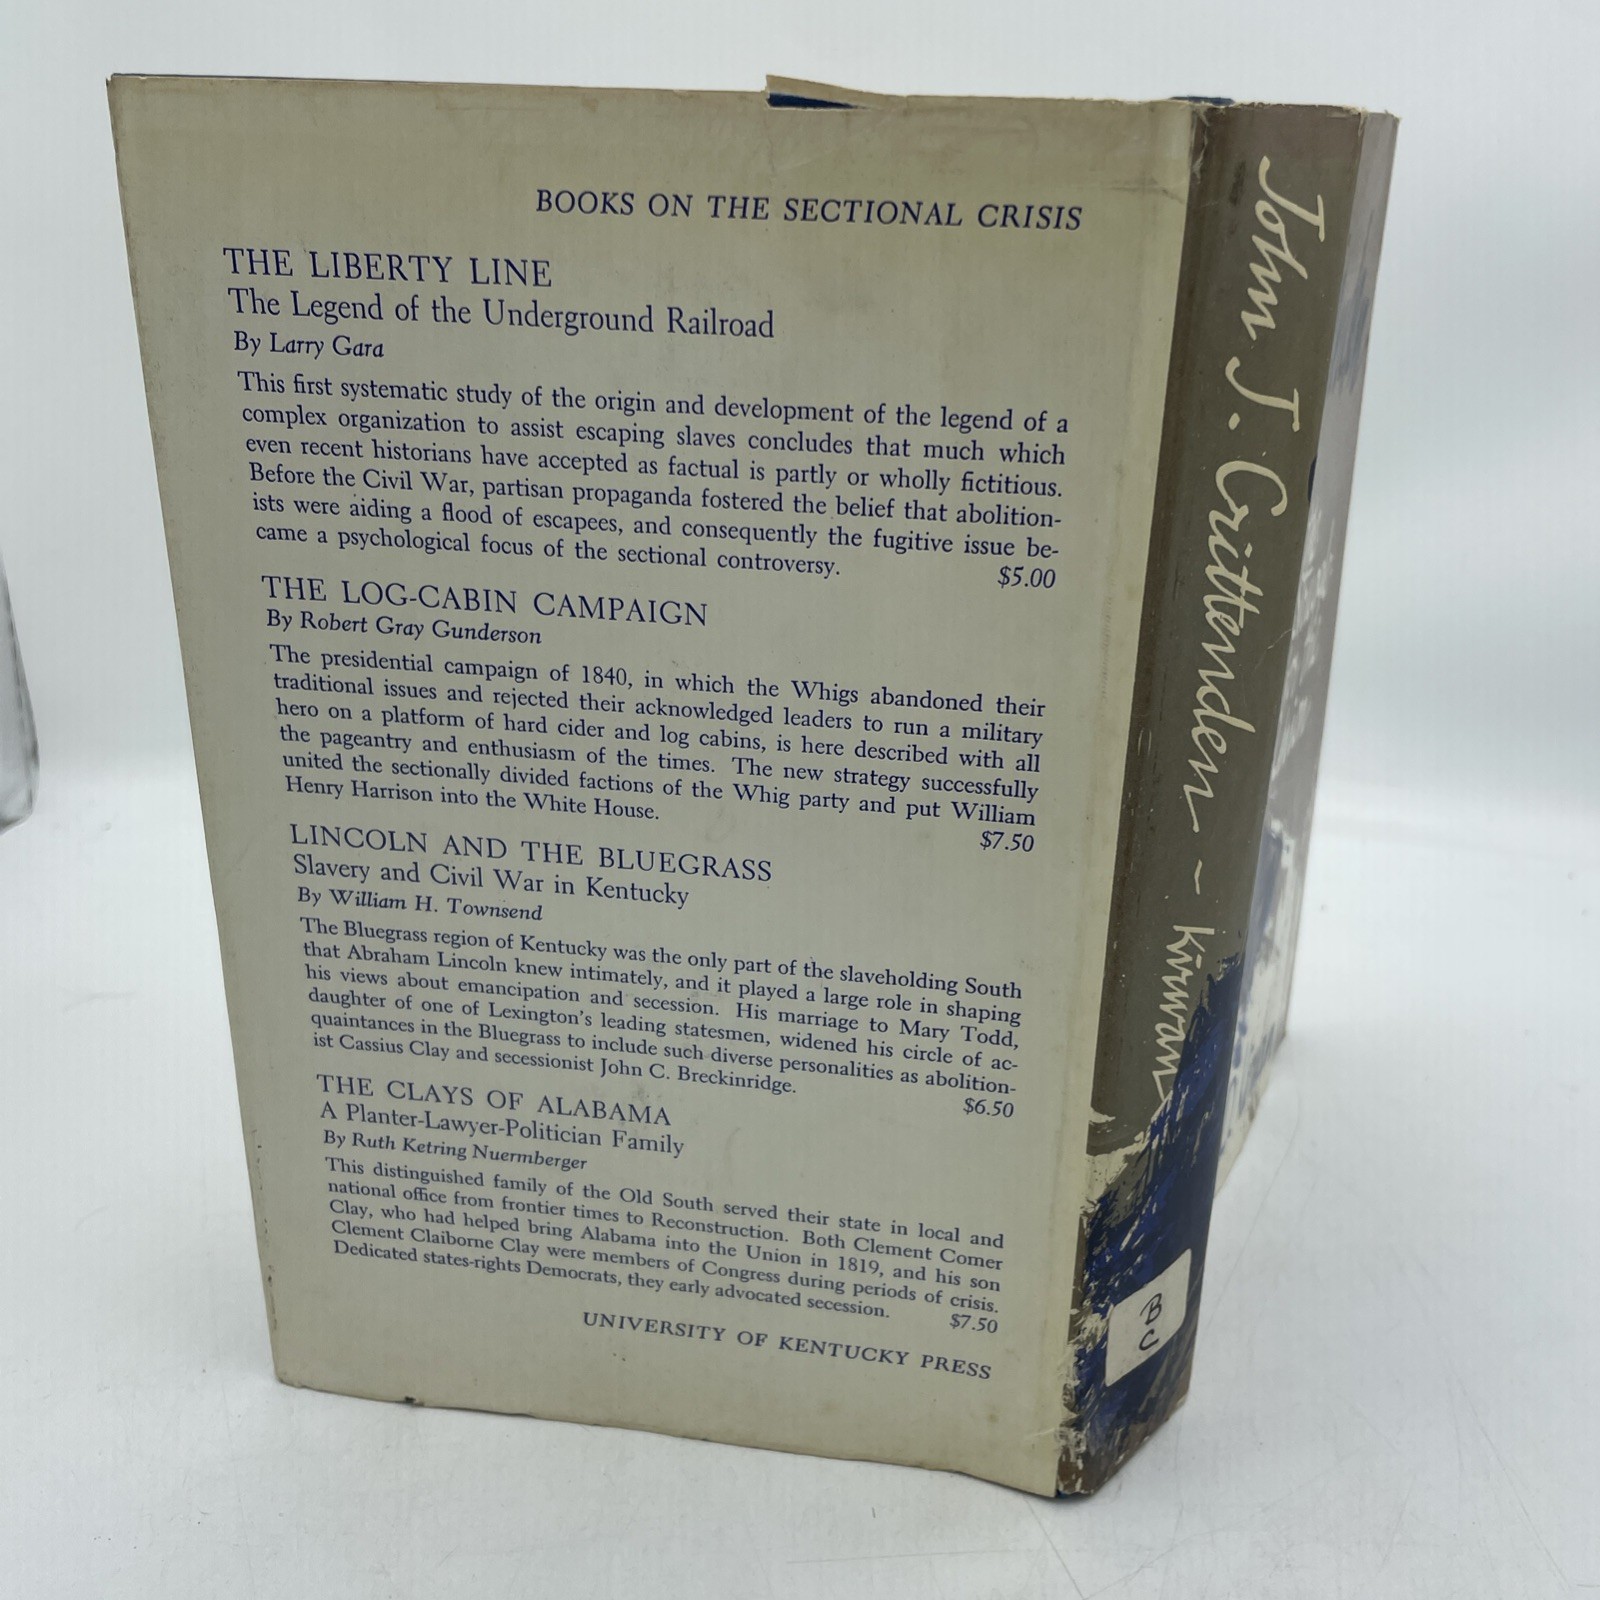 BOOKS ON THE SECTIONAL CRISIS
THE LIBERTY LINE
The Legend of the Underground Railroad
By Larry Gara
This first systematic study of the origin and development of the legend of a
complex organization to assist escaping slaves concludes that much which
even recent historians have accepted as factual is partly or wholly fictitious.
Before the Civil War, partisan propaganda fostered the belief that abolition-
ists were aiding a flood of escapees, and consequently the fugitive issue be-
came a psychological focus of the sectional controversy. $5.00
THE LOG-CABIN CAMPAIGN
By Robert Gray Gunderson
The presidential campaign of 1840, in which the Whigs abandoned their
traditional issues and rejected their acknowledged leaders to run a military
hero on a platform of hard cider and log cabins, is here described with all
the pageantry and enthusiasm of the times. The new strategy successfully
united the sectionally divided factions of the Whig party and put William
Henry Harrison into the White House. $7.50
LINCOLN AND THE BLUEGRASS
Slavery and Civil War in Kentucky
By William H. Townsend
The Bluegrass region of Kentucky was the only part of the slaveholding South
that Abraham Lincoln knew intimately, and it played a large role in shaping
his views about emancipation and secession. His marriage to Mary Todd,
daughter of one of Lexington's leading statesmen, widened his circle of ac-
quaintances in the Bluegrass to include such diverse personalities as abolition-
ist Cassius Clay and secessionist John C. Breckinridge. $6.50
THE CLAYS OF ALABAMA
A Planter-Lawyer-Politician Family
By Ruth Ketring Nuermberger
This distinguished family of the Old South served their state in local and
national office from frontier times to Reconstruction. Both Clement Comer
Clay, who had helped bring Alabama into the Union in 1819, and his son
Clement Claiborne Clay were members of Congress during periods of crisis.
Dedicated states-rights Democrats, they early advocated secession. $7.50
UNIVERSITY OF KENTUCKY PRESS
John J. Crittenden ~ Kirwan
B
C